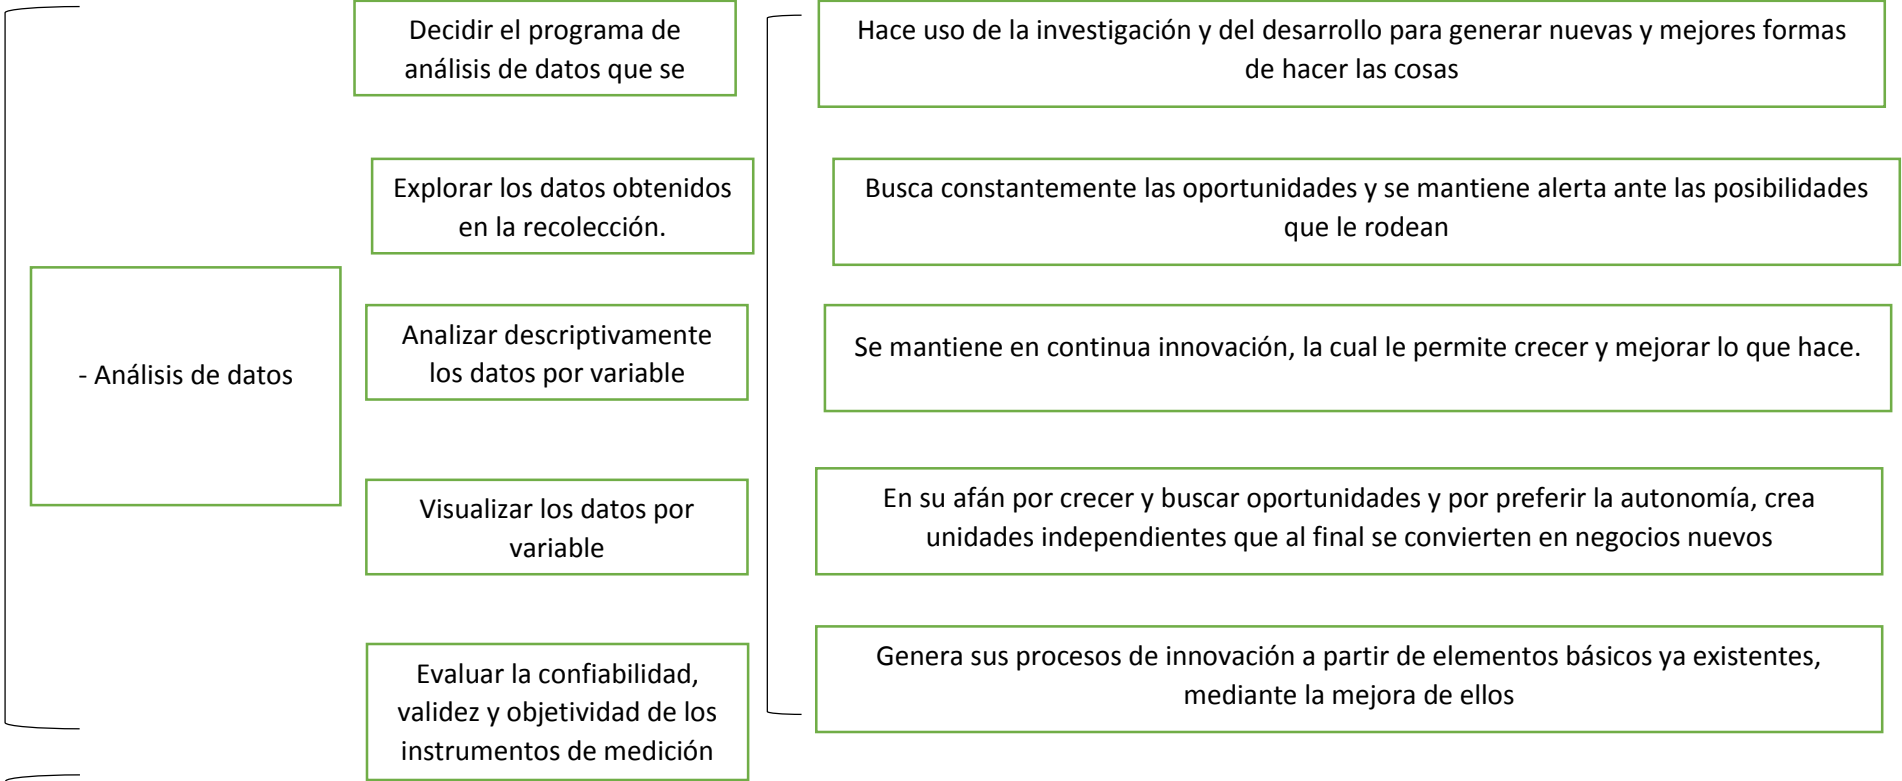 - Análisis de datos
Decidir el programa de
análisis de datos que se
Explorar los datos obtenidos
en la recolección.
Analizar descriptivamente
los datos por variable
Visualizar los datos por
variable
Evaluar la confiabilidad,
validez y objetividad de los
instrumentos de medición
Hace uso de la investigación y del desarrollo para generar nuevas y mejores formas
de hacer las cosas
Busca constantemente las oportunidades y se mantiene alerta ante las posibilidades
que le rodean
Se mantiene en continua innovación, la cual le permite crecer y mejorar lo que hace.
En su afán por crecer y buscar oportunidades y por preferir la autonomía, crea
unidades independientes que al final se convierten en negocios nuevos
Genera sus procesos de innovación a partir de elementos básicos ya existentes,
mediante la mejora de ellos